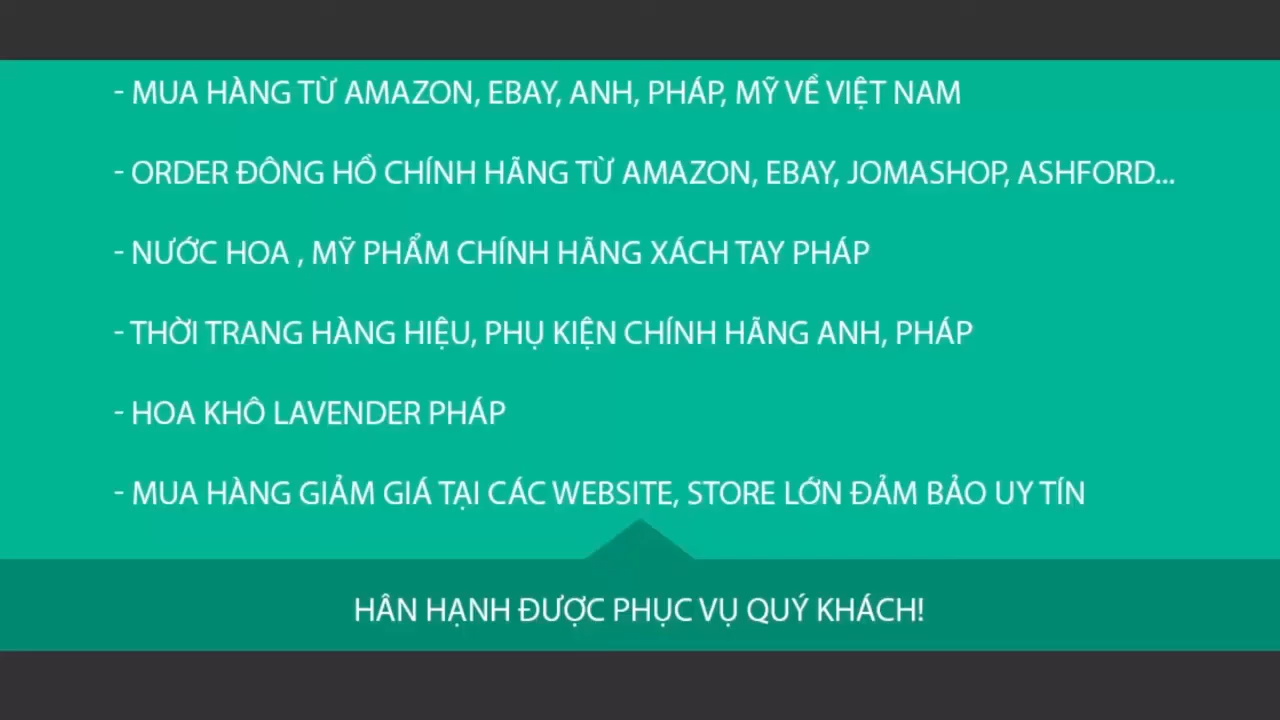 - MUA HÀNG TỪ AMAZON, EBAY, ANH, PHÁP, MỸ VỀ VIỆT NAM
- ORDER ĐÔNG HỒ CHÍNH HÃNG TỪ AMAZON, EBAY, JOMASHOP, ASHFORD...
- NƯỚC HOA , MỸ PHẨM CHÍNH HÃNG XÁCH TAY PHÁP
- THỜI TRANG HÀNG HIỆU, PHỤ KIỆN CHÍNH HÃNG ANH, PHÁP
- HOA KHÔ LAVENDER PHÁP
- MUA HÀNG GIẢM GIÁ TẠI CÁC WEBSITE, STORE LỚN ĐẢM BẢO UY TÍN
HÂN HẠNH ĐƯỢC PHỤC VỤ QUÝ KHÁCH!